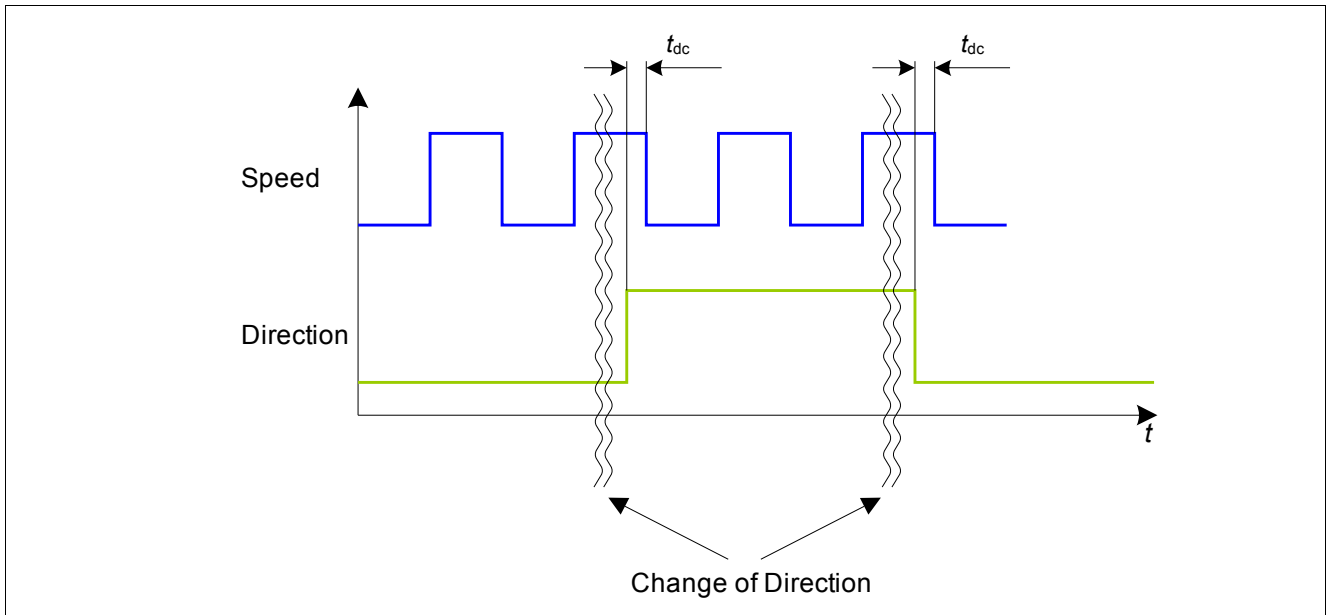 tdc tdc
Speed
Direction
t
Change of Direction